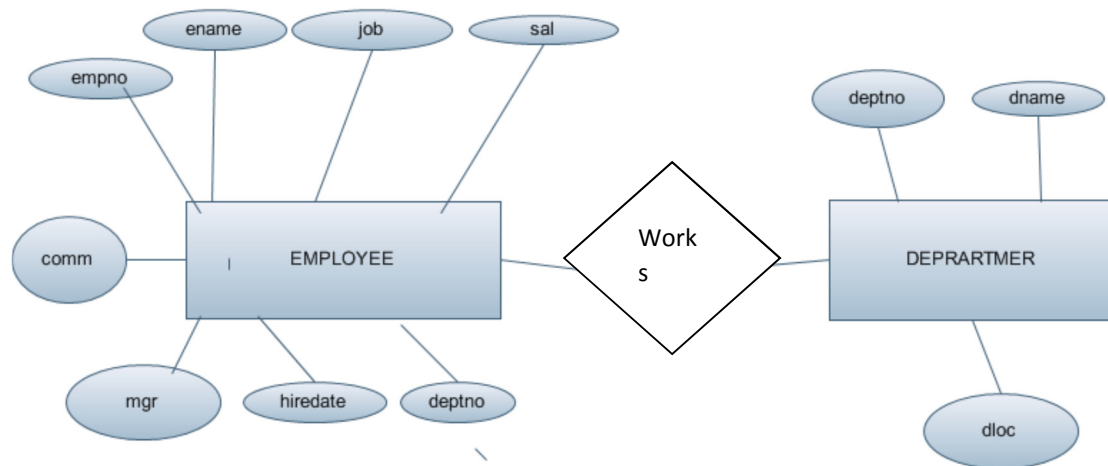 ename
job
sal
empno
deptno
dname
comm
EMPLOYEE
Work
s
DEPRARTMER
mgr
hiredate
deptno
dloc